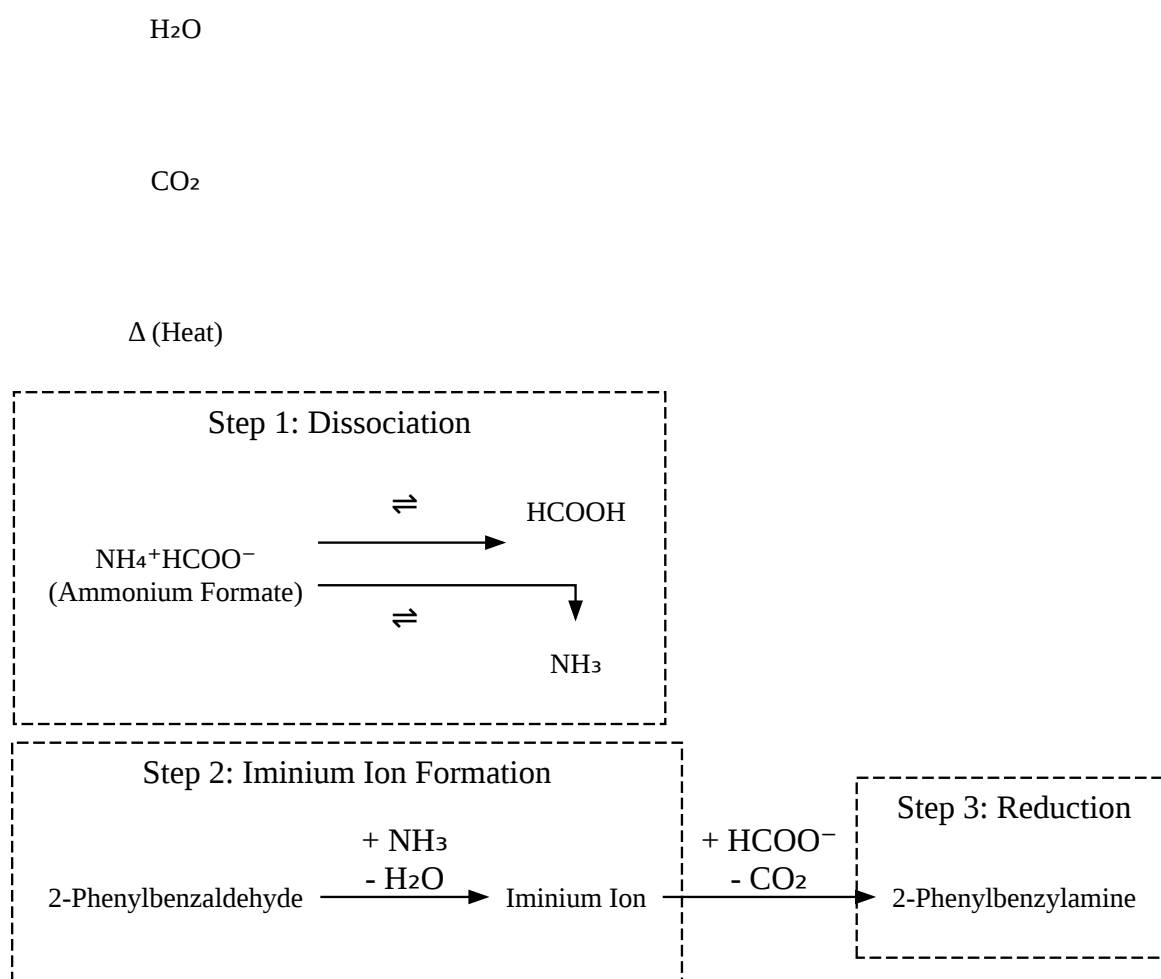 H₂O
CO₂
Δ (Heat)
Step 1: Dissociation
⇌
HCOOH
NH₄⁺HCOO⁻
(Ammonium Formate)
⇌
NH₃
Step 2: Iminium Ion Formation
Step 3: Reduction
+ NH₃
- H₂O
+ HCOO⁻
- CO₂
2-Phenylbenzaldehyde
Iminium Ion
2-Phenylbenzylamine